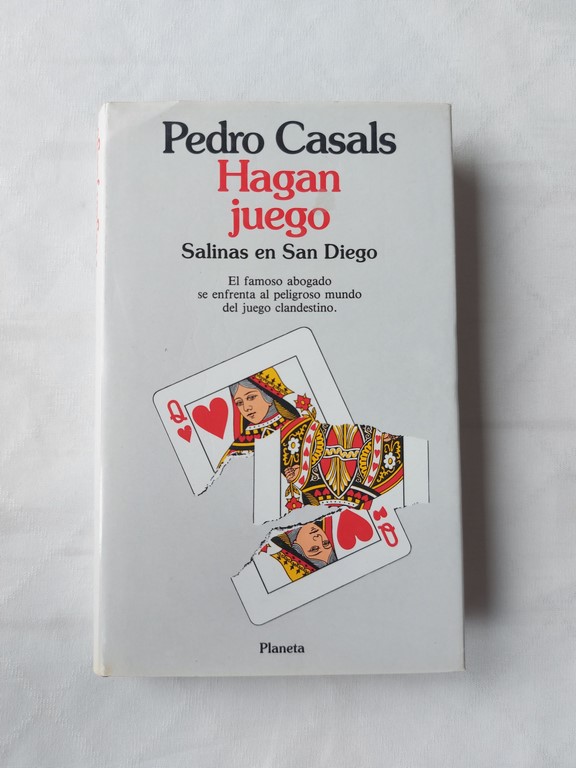 Pedro Casals
Hagan
juego
Salinas en San Diego
El famoso abogado
se enfrenta al peligroso mundo
del juego clandestino.
Q
Q
Planeta